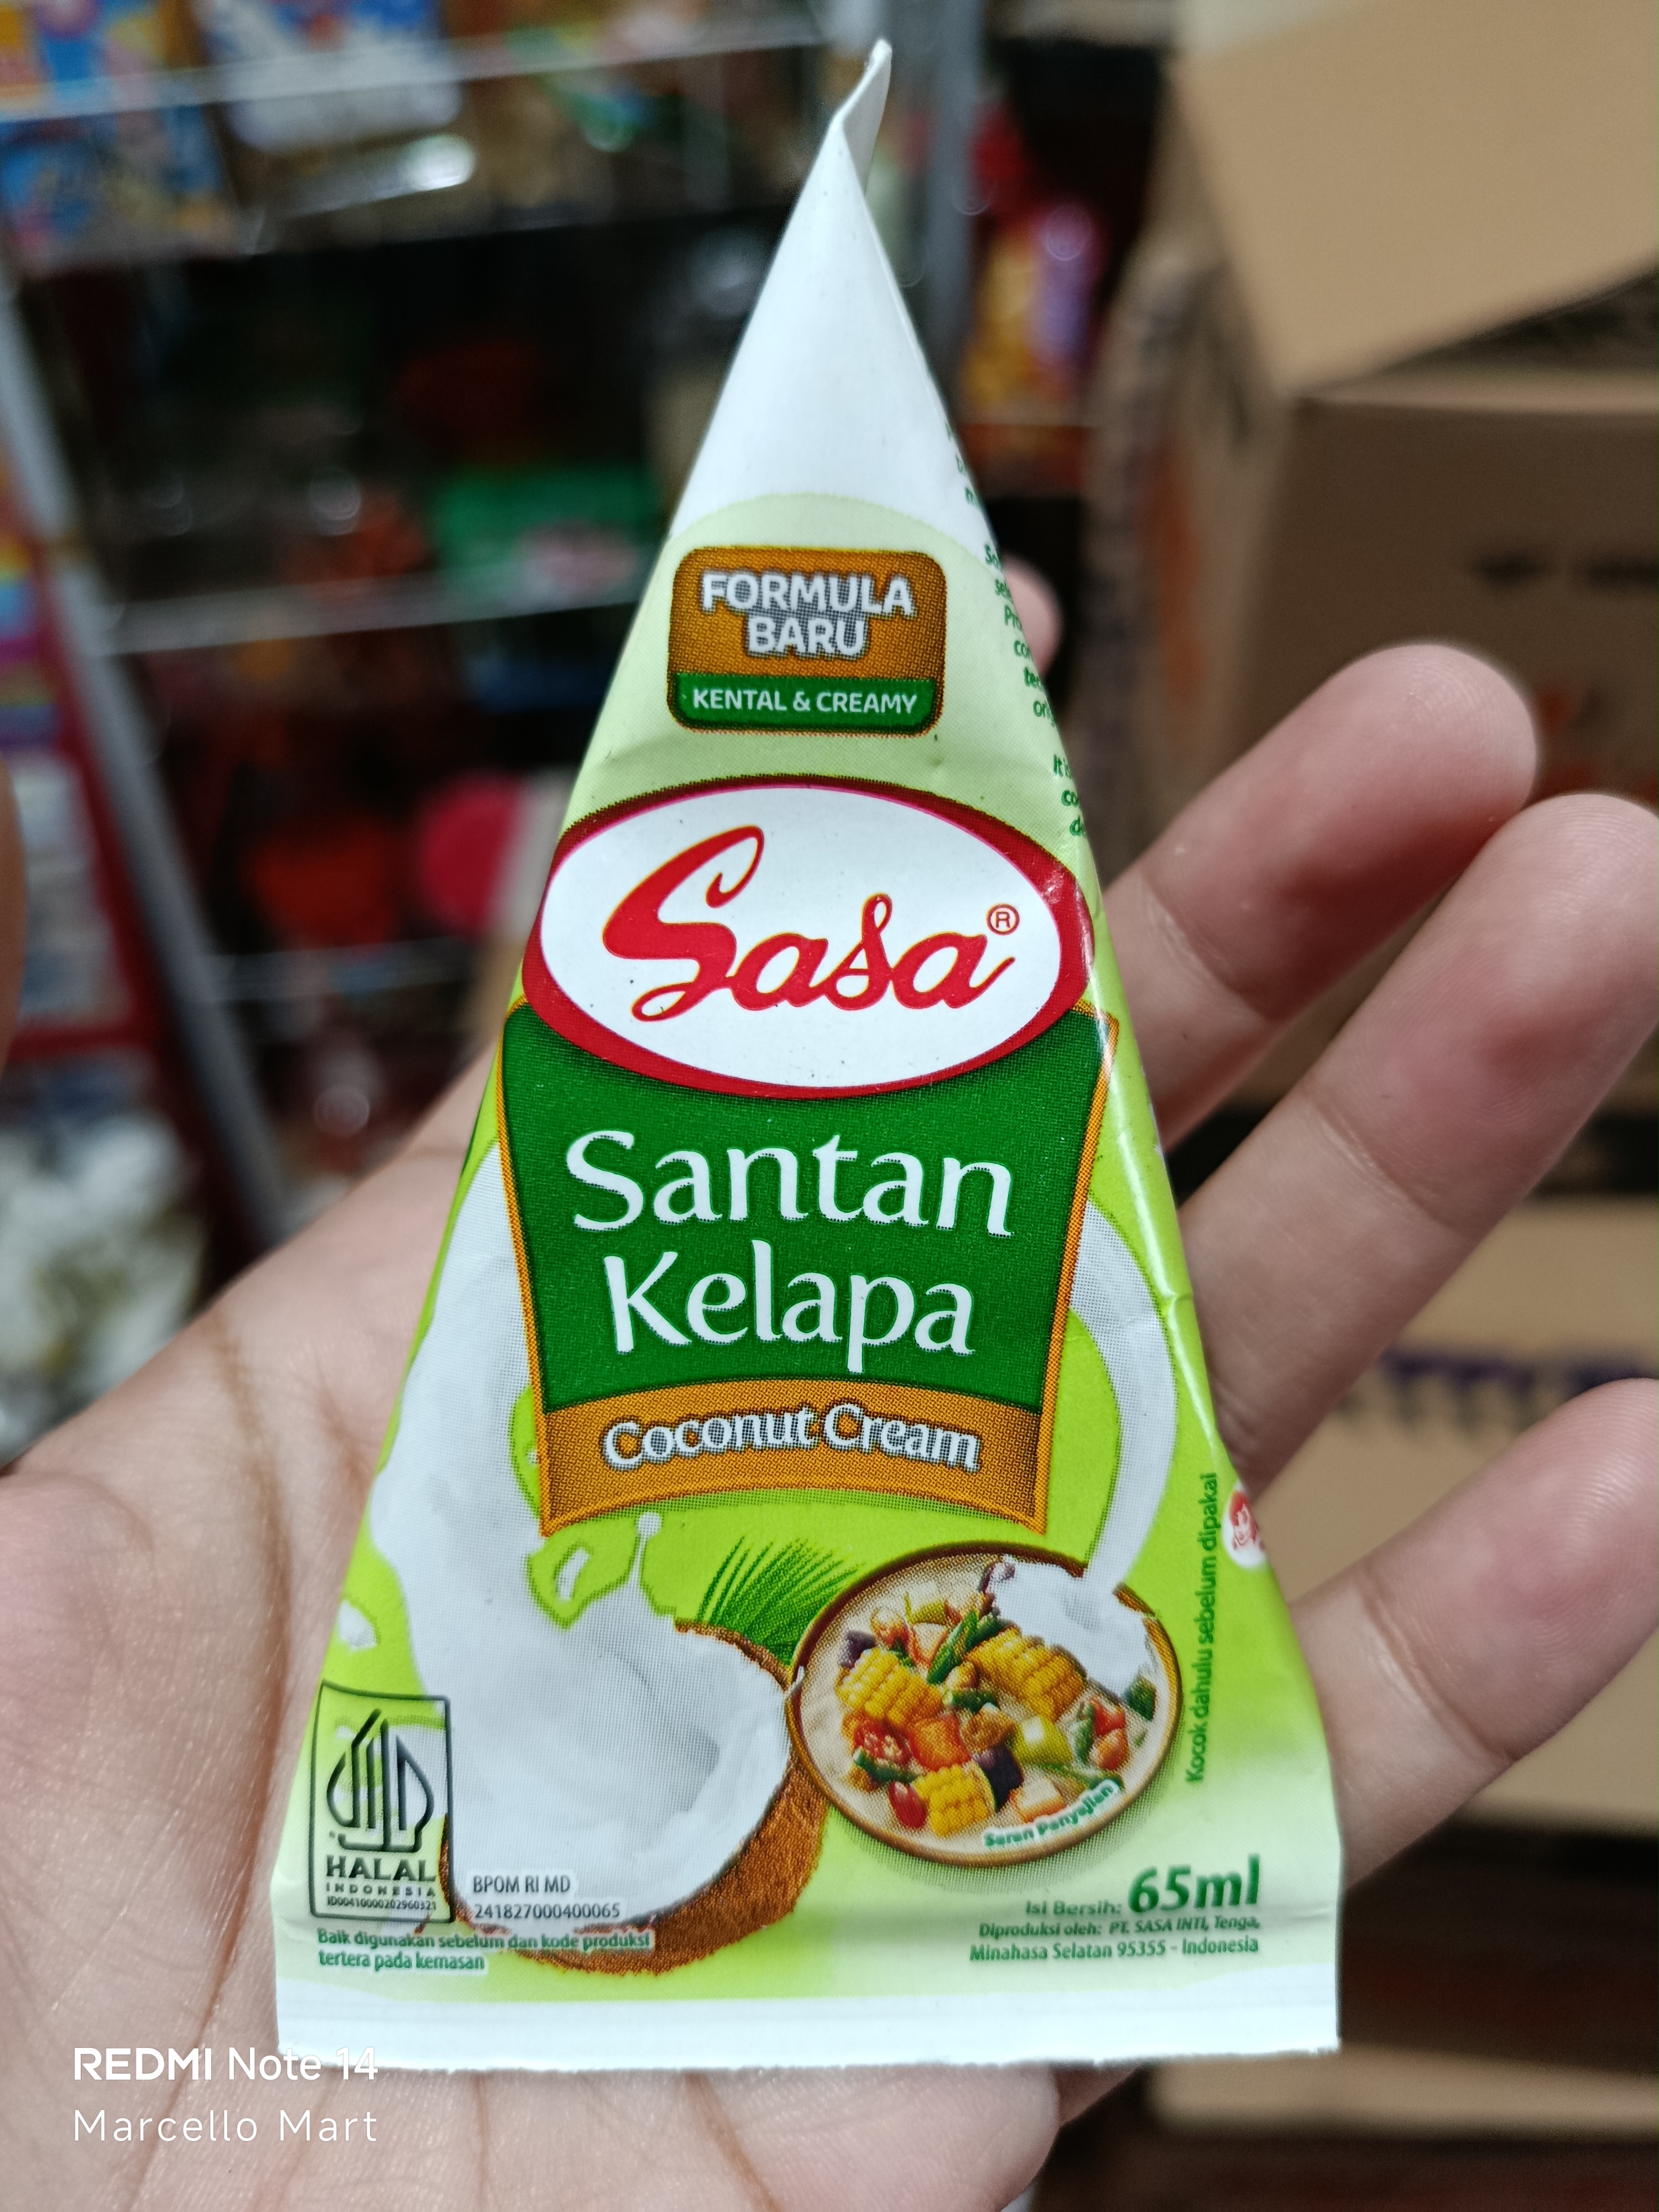 FORMULA
BARU
KENTAL & CREAMY
Sasa®
Santan
Kelapa
Coconut Cream
Kocok dahulu sebelum dipakai
Saran Penyajian
HALAL
INDONESIA
ID00410000202960321
BPOM RI MD
241827000400065
Baik digunakan sebelum dan kode produksi
tertera pada kemasan
Isi Bersih: 65ml
Diproduksi oleh: PT. SASA INTI, Tenga,
Minahasa Selatan 95355 - Indonesia
REDMI Note 14
Marcello Mart